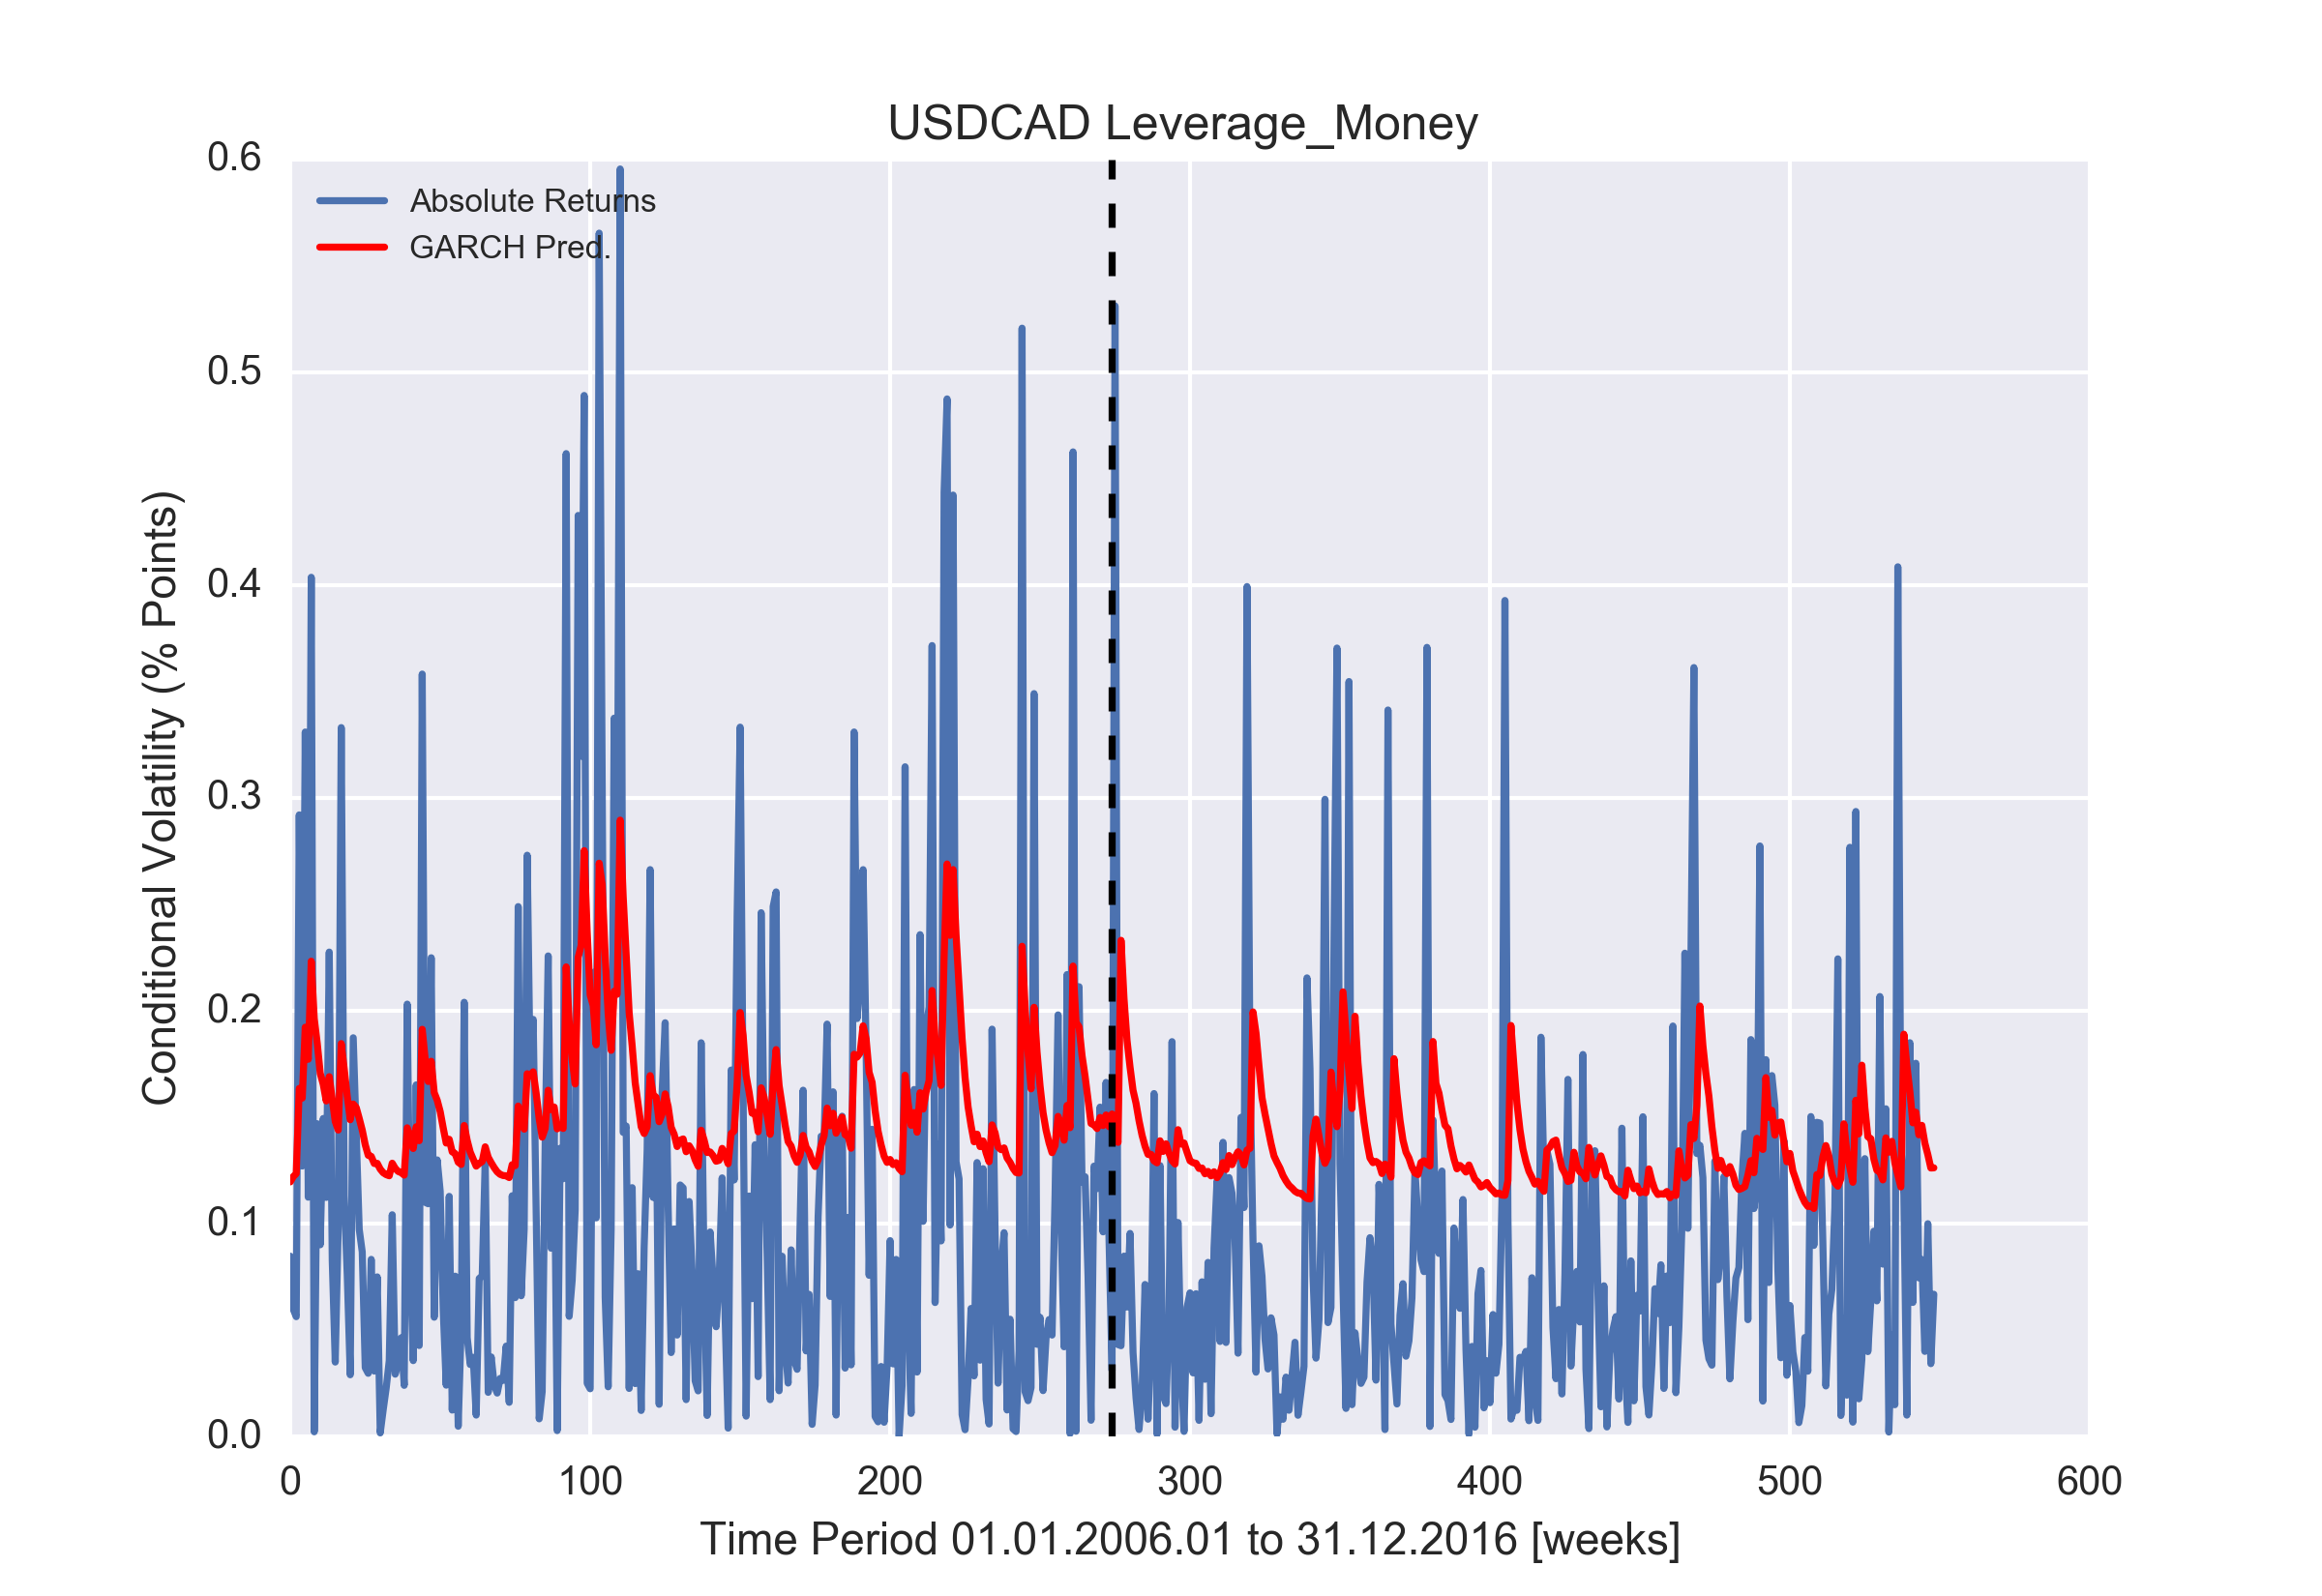 USDCAD Leverage_Money
Absolute Returns
GARCH Pred.
Conditional Volatility (% Points)
0.6
0.5
0.4
0.3
0.2
0.1
0.0
0 100 200 300 400 500 600
Time Period 01.01.2006.01 to 31.12.2016 [weeks]